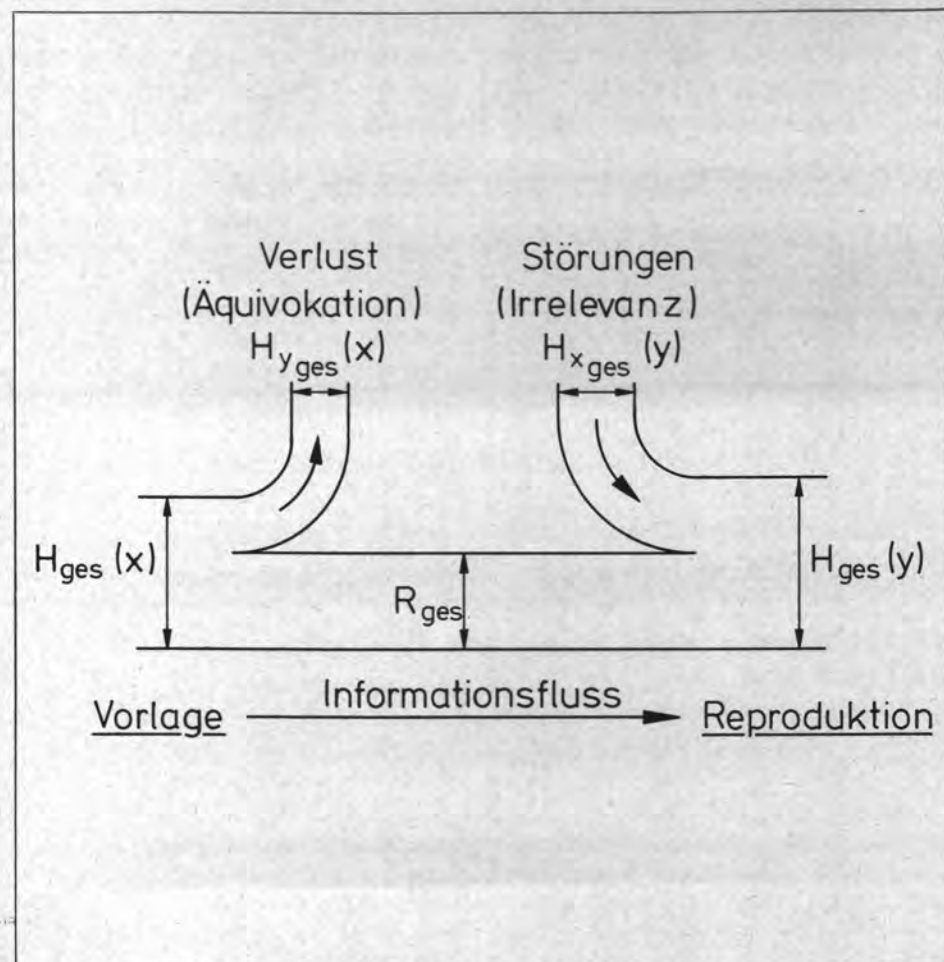 Verlust
(Äquivokation)
H_y_ges (x)
Störungen
(Irrelevanz)
H_x_ges (y)
H_ges (x)
R_ges
H_ges (y)
Informationsfluss
Vorlage
Reproduktion